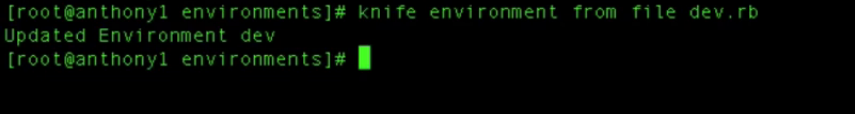 [root@anthony1 environments]# knife environment from file dev.rb
Updated Environment dev
[root@anthony1 environments]#